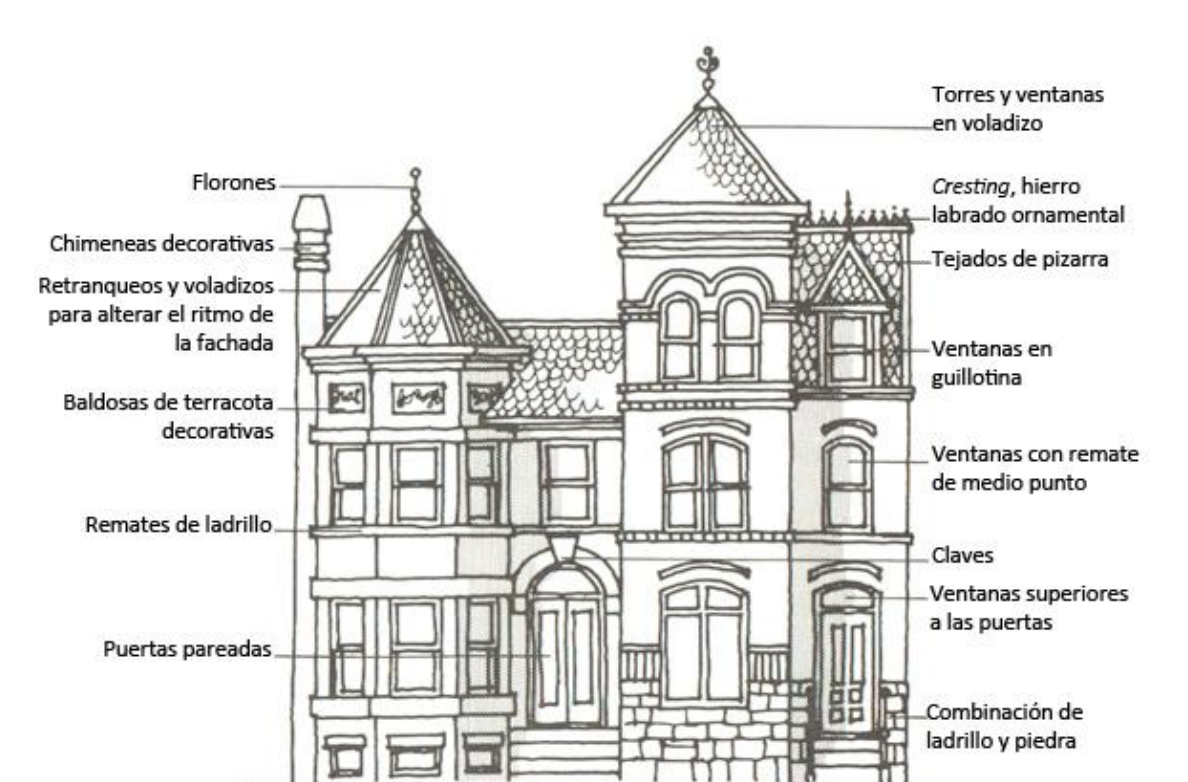 Florones
Chimeneas decorativas
Retranqueos y voladizos
para alterar el ritmo de
la fachada
Baldosas de terracota
decorativas
Remates de ladrillo
Puertas pareadas
Torres y ventanas
en voladizo
Cresting, hierro
labrado ornamental
Tejados de pizarra
Ventanas en
guillotina
Ventanas con remate
de medio punto
Claves
Ventanas superiores
a las puertas
Combinación de
ladrillo y piedra